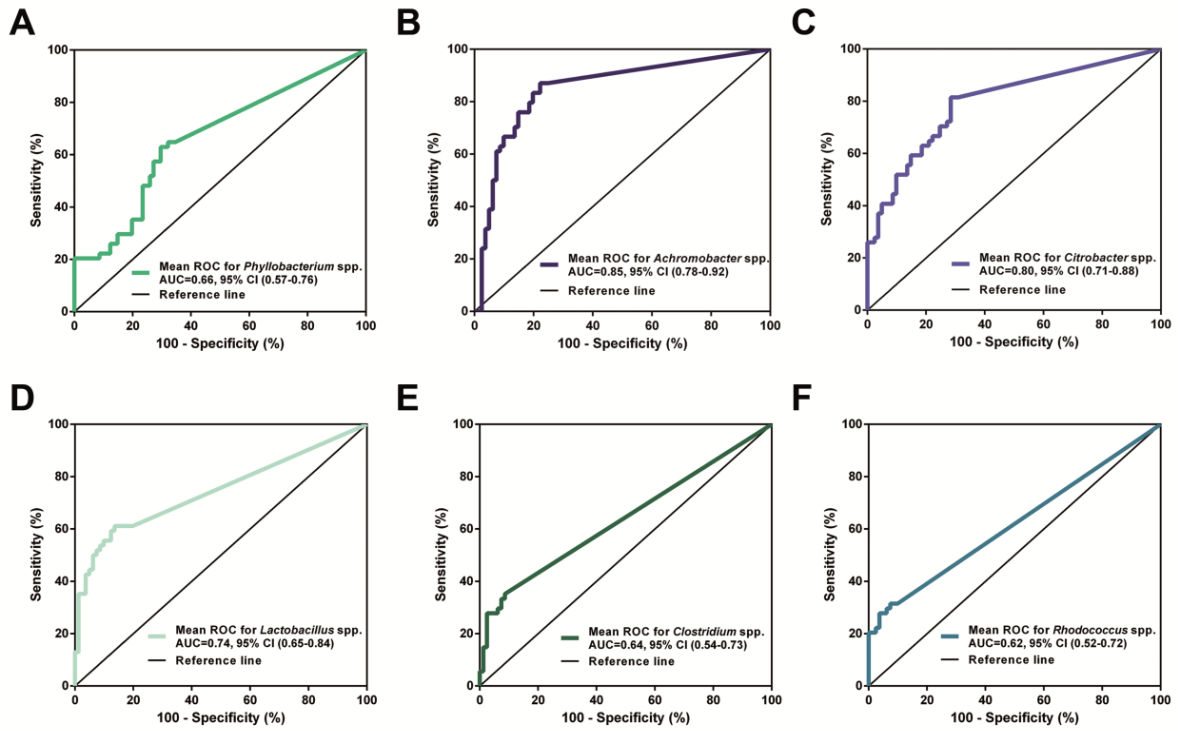 A
Sensitivity (%)
100
80
60
40
20
0
Mean ROC for Phyllobacterium spp.
AUC=0.66, 95% CI (0.57-0.76)
Reference line
0 20 40 60 80 100
100 - Specificity (%)
B
Sensitivity (%)
100
80
60
40
20
0
Mean ROC for Achromobacter spp.
AUC=0.85, 95% CI (0.78-0.92)
Reference line
0 20 40 60 80 100
100 - Specificity (%)
C
Sensitivity (%)
100
80
60
40
20
0
Mean ROC for Citrobacter spp.
AUC=0.80, 95% CI (0.71-0.88)
Reference line
0 20 40 60 80 100
100 - Specificity (%)
D
Sensitivity (%)
100
80
60
40
20
0
Mean ROC for Lactobacillus spp.
AUC=0.74, 95% CI (0.65-0.84)
Reference line
0 20 40 60 80 100
100 - Specificity (%)
E
Sensitivity (%)
100
80
60
40
20
0
Mean ROC for Clostridium spp.
AUC=0.64, 95% CI (0.54-0.73)
Reference line
0 20 40 60 80 100
100 - Specificity (%)
F
Sensitivity (%)
100
80
60
40
20
0
Mean ROC for Rhodococcus spp.
AUC=0.62, 95% CI (0.52-0.72)
Reference line
0 20 40 60 80 100
100 - Specificity (%)